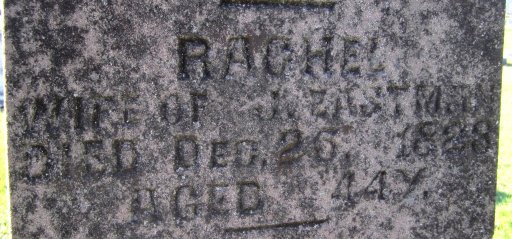 RACHEL
WIFE OF J. EASTMAN
DIED DEC. 26, 1828
AGED 44Y.